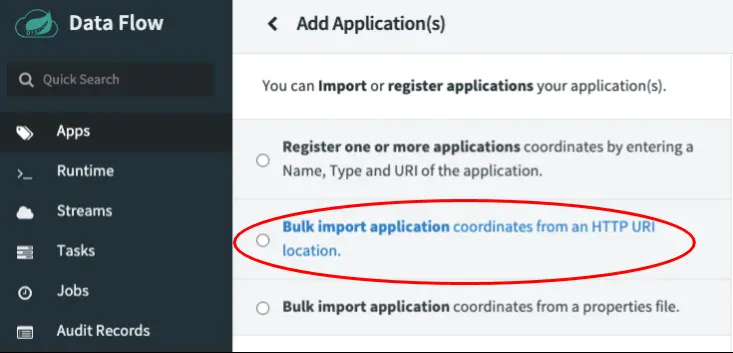 Data Flow
Quick Search
Apps
Runtime
Streams
Tasks
Jobs
Audit Records
Add Application(s)
You can Import or register applications your application(s).
Register one or more applications coordinates by entering a
Name, Type and URI of the application.
Bulk import application coordinates from an HTTP URI
location.
Bulk import application coordinates from a properties file.